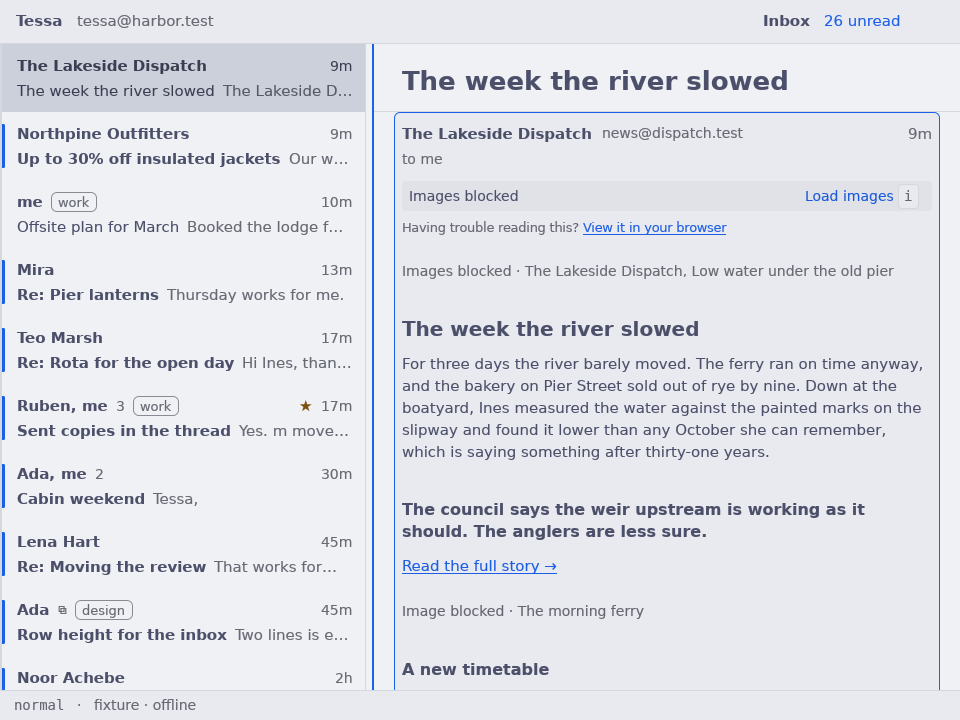 Tessa tessa@harbor.test
Inbox 26 unread
The Lakeside Dispatch 9m
The week the river slowed The Lakeside D…
Northpine Outfitters 9m
Up to 30% off insulated jackets Our w…
me work 10m
Offsite plan for March Booked the lodge f…
Mira 13m
Re: Pier lanterns Thursday works for me.
Teo Marsh 17m
Re: Rota for the open day Hi Ines, than…
Ruben, me 3 work ★ 17m
Sent copies in the thread Yes. m move…
Ada, me 2 30m
Cabin weekend Tessa,
Lena Hart 45m
Re: Moving the review That works for…
Ada ⧉ design 45m
Row height for the inbox Two lines is e…
Noor Achebe 2h
The week the river slowed
The Lakeside Dispatch news@dispatch.test 9m
to me
Images blocked Load images i
Having trouble reading this? View it in your browser
Images blocked · The Lakeside Dispatch, Low water under the old pier
The week the river slowed
For three days the river barely moved. The ferry ran on time anyway,
and the bakery on Pier Street sold out of rye by nine. Down at the
boatyard, Ines measured the water against the painted marks on the
slipway and found it lower than any October she can remember,
which is saying something after thirty-one years.
The council says the weir upstream is working as it
should. The anglers are less sure.
Read the full story →
Image blocked · The morning ferry
A new timetable
normal · fixture · offline